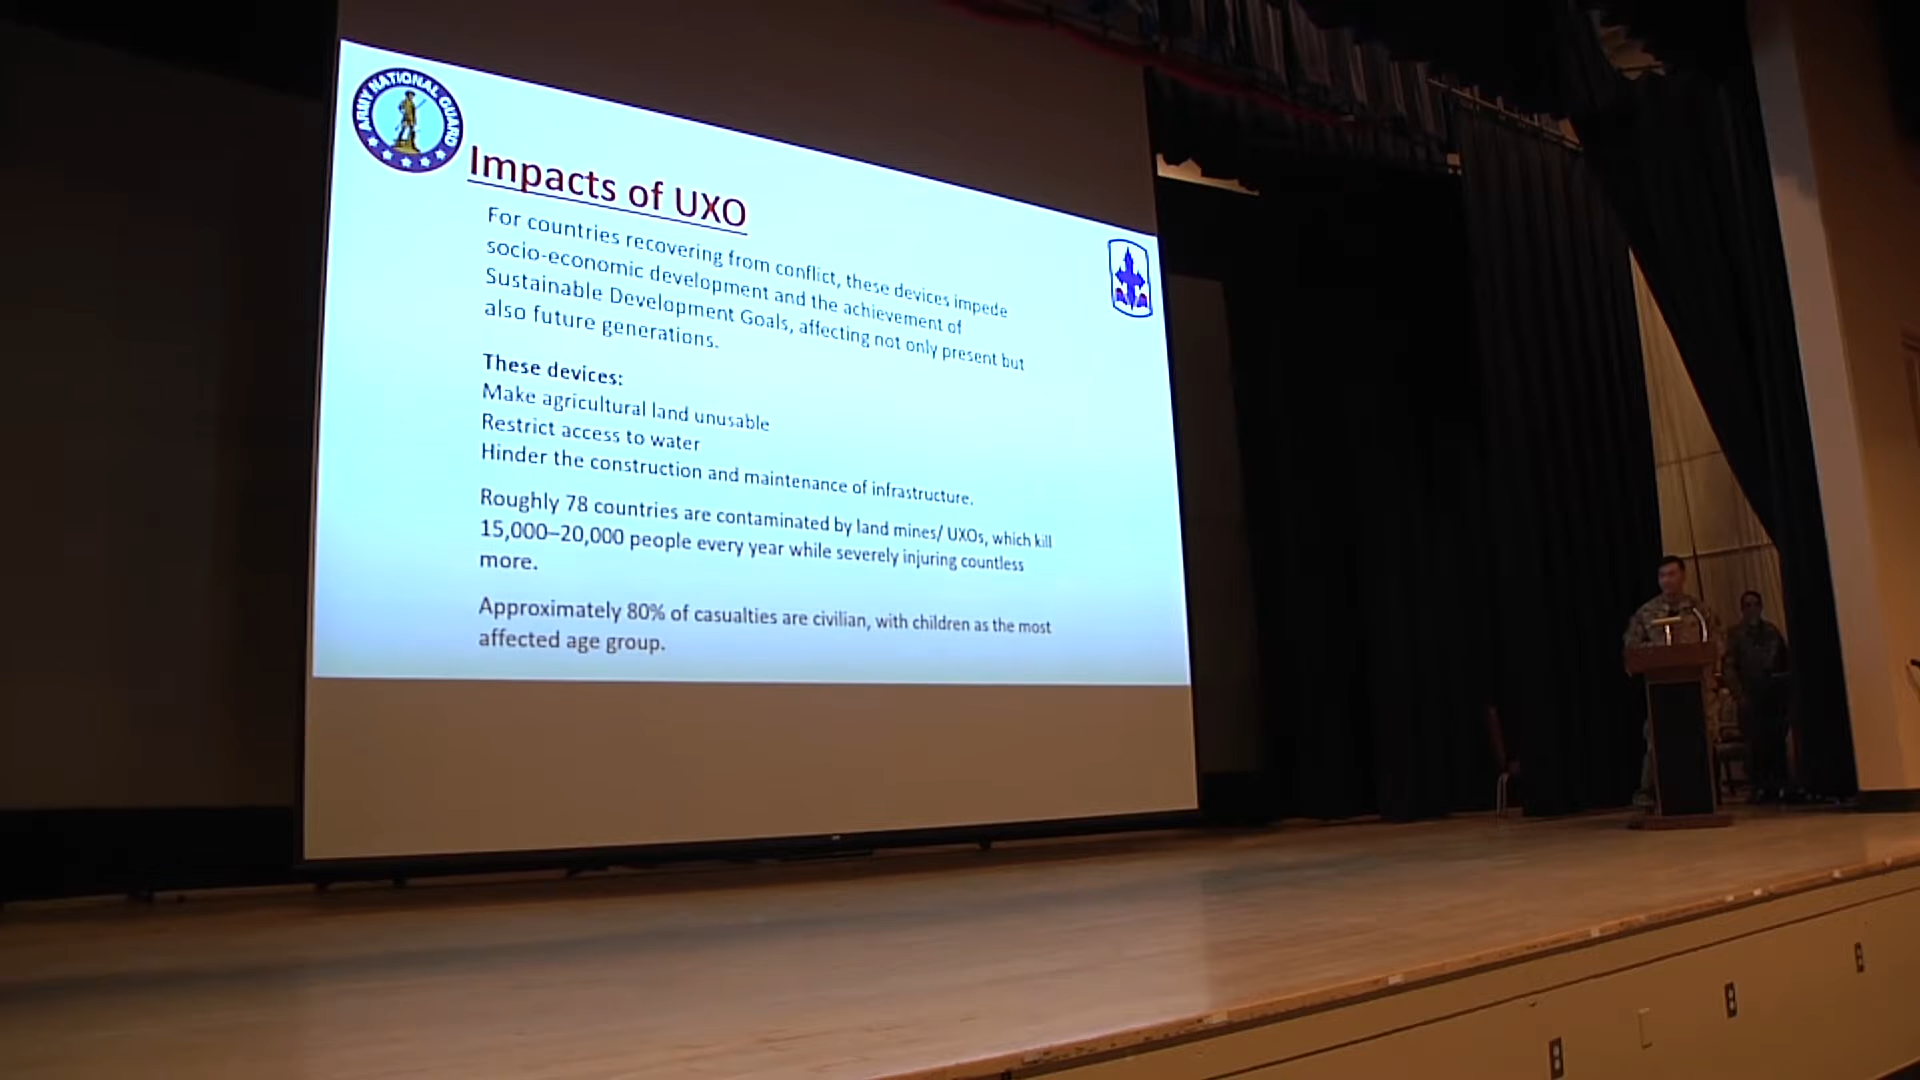 ARMY NATIONAL GUARD
Impacts of UXO
For countries recovering from conflict, these devices impede
socio-economic development and the achievement of
Sustainable Development Goals, affecting not only present but
also future generations.
These devices:
Make agricultural land unusable
Restrict access to water
Hinder the construction and maintenance of infrastructure.
Roughly 78 countries are contaminated by land mines/ UXOs, which kill
15,000–20,000 people every year while severely injuring countless
more.
Approximately 80% of casualties are civilian, with children as the most
affected age group.